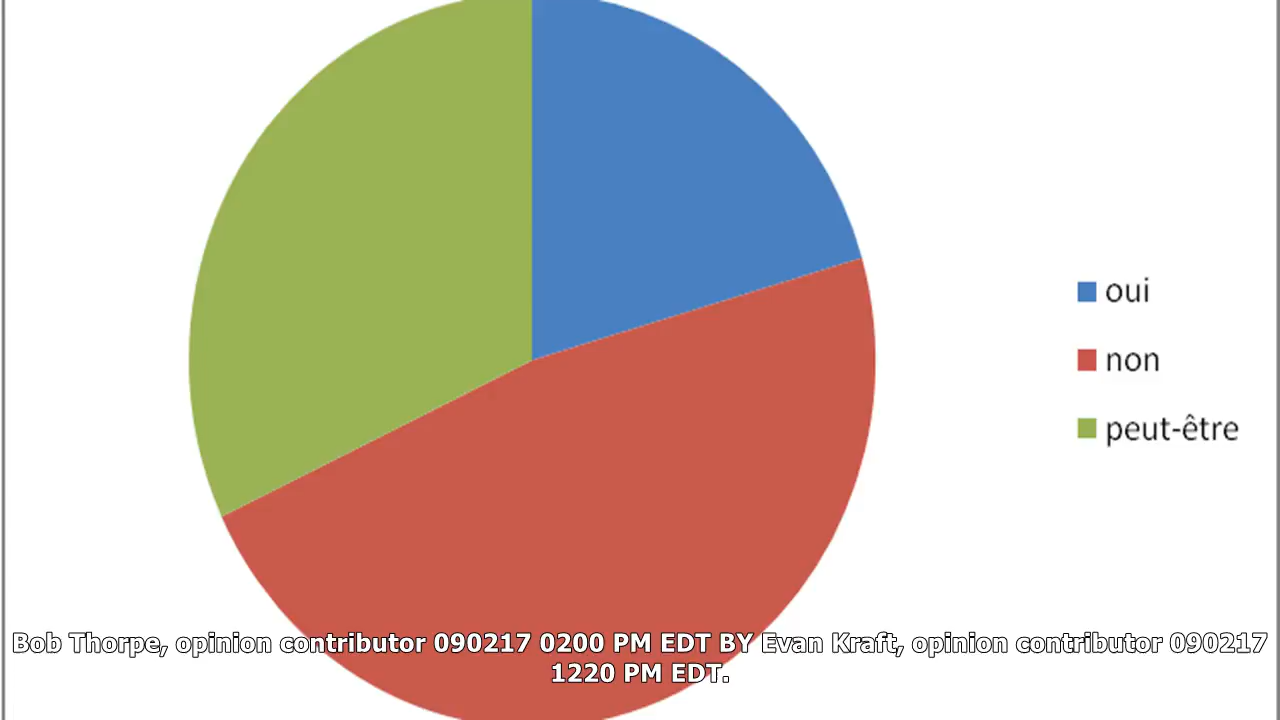 oui
non
peut-être
Bob Thorpe, opinion contributor 090217 0200 PM EDT BY Evan Kraft, opinion contributor 090217
1220 PM EDT.